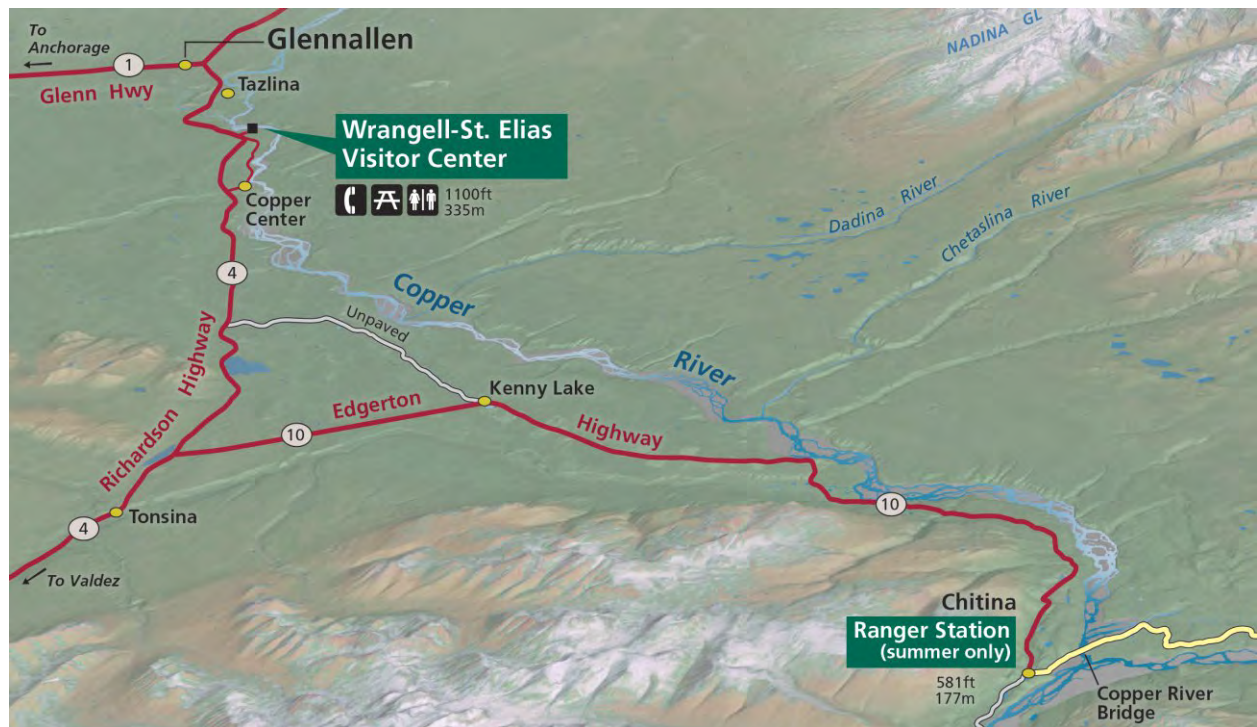 To
Anchorage
1
Glenn Hwy
Glennallen
Tazlina
NADINA GL
Wrangell-St. Elias
Visitor Center
1100ft
335m
Copper
Center
Dadina River
Chetaslina River
4
Copper
River
Unpaved
Richardson Highway
Kenny Lake
Edgerton
Highway
10
10
Tonsina
4
To Valdez
Chitina
Ranger Station
(summer only)
581ft
177m
Copper River
Bridge